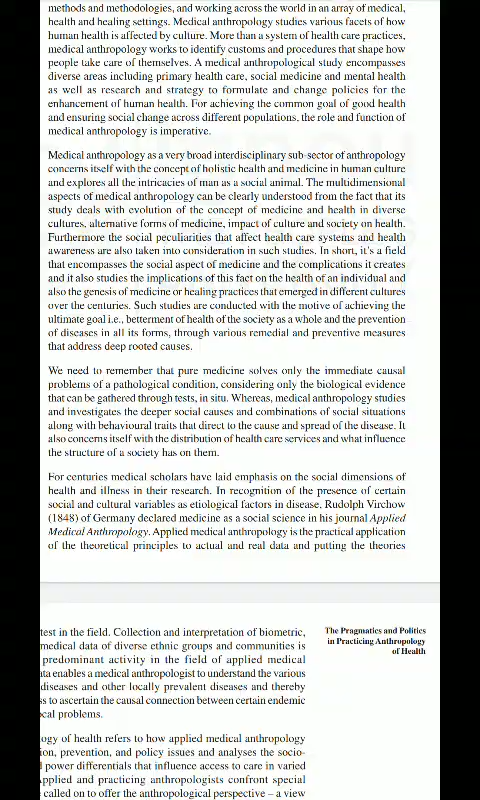 methods and methodologies, and working across the world in an array of medical,
health and healing settings. Medical anthropology studies various facets of how
human health is affected by culture. More than a system of health care practices,
medical anthropology works to identify customs and procedures that shape how
people take care of themselves. A medical anthropological study encompasses
diverse areas including primary health care, social medicine and mental health
as well as research and strategy to formulate and change policies for the
enhancement of human health. For achieving the common goal of good health
and ensuring social change across different populations, the role and function of
medical anthropology is imperative.
Medical anthropology as a very broad interdisciplinary sub-sector of anthropology
concerns itself with the concept of holistic health and medicine in human culture
and explores all the intricacies of man as a social animal. The multidimensional
aspects of medical anthropology can be clearly understood from the fact that its
study deals with evolution of the concept of medicine and health in diverse
cultures, alternative forms of medicine, impact of culture and society on health.
Furthermore the social peculiarities that affect health care systems and health
awareness are also taken into consideration in such studies. In short, it's a field
that encompasses the social aspect of medicine and the complications it creates
and it also studies the implications of this fact on the health of an individual and
also the genesis of medicine or healing practices that emerged in different cultures
over the centuries. Such studies are conducted with the motive of achieving the
ultimate goal i.e., betterment of health of the society as a whole and the prevention
of diseases in all its forms, through various remedial and preventive measures
that address deep rooted causes.
We need to remember that pure medicine solves only the immediate causal
problems of a pathological condition, considering only the biological evidence
that can be gathered through tests, in situ. Whereas, medical anthropology studies
and investigates the deeper social causes and combinations of social situations
along with behavioural traits that direct to the cause and spread of the disease. It
also concerns itself with the distribution of health care services and what influence
the structure of a society has on them.
For centuries medical scholars have laid emphasis on the social dimensions of
health and illness in their research. In recognition of the presence of certain
social and cultural variables as etiological factors in disease, Rudolph Virchow
(1848) of Germany declared medicine as a social science in his journal Applied
Medical Anthropology. Applied medical anthropology is the practical application
of the theoretical principles to actual and real data and putting the theories
test in the field. Collection and interpretation of biometric,
medical data of diverse ethnic groups and communities is
predominant activity in the field of applied medical
ata enables a medical anthropologist to understand the various
diseases and other locally prevalent diseases and thereby
ss to ascertain the causal connection between certain endemic
cal problems.
The Pragmatics and Politics
in Practicing Anthropology
of Health
ogy of health refers to how applied medical anthropology
ion, prevention, and policy issues and analyses the socio-
l power differentials that influence access to care in varied
pplied and practicing anthropologists confront special
called on to offer the anthropological perspective – a view